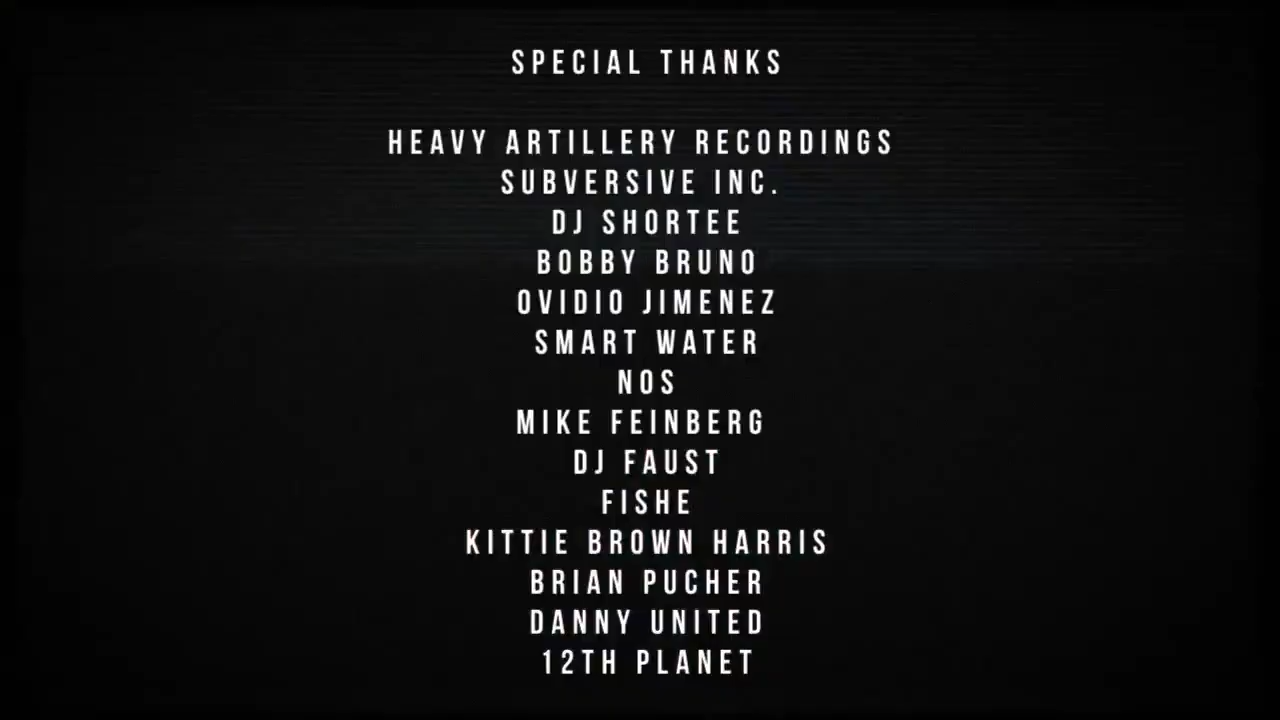 SPECIAL THANKS
HEAVY ARTILLERY RECORDINGS
SUBVERSIVE INC.
DJ SHORTEE
BOBBY BRUNO
OVIDIO JIMENEZ
SMART WATER
NOS
MIKE FEINBERG
DJ FAUST
FISHE
KITTIE BROWN HARRIS
BRIAN PUCHER
DANNY UNITED
12TH PLANET